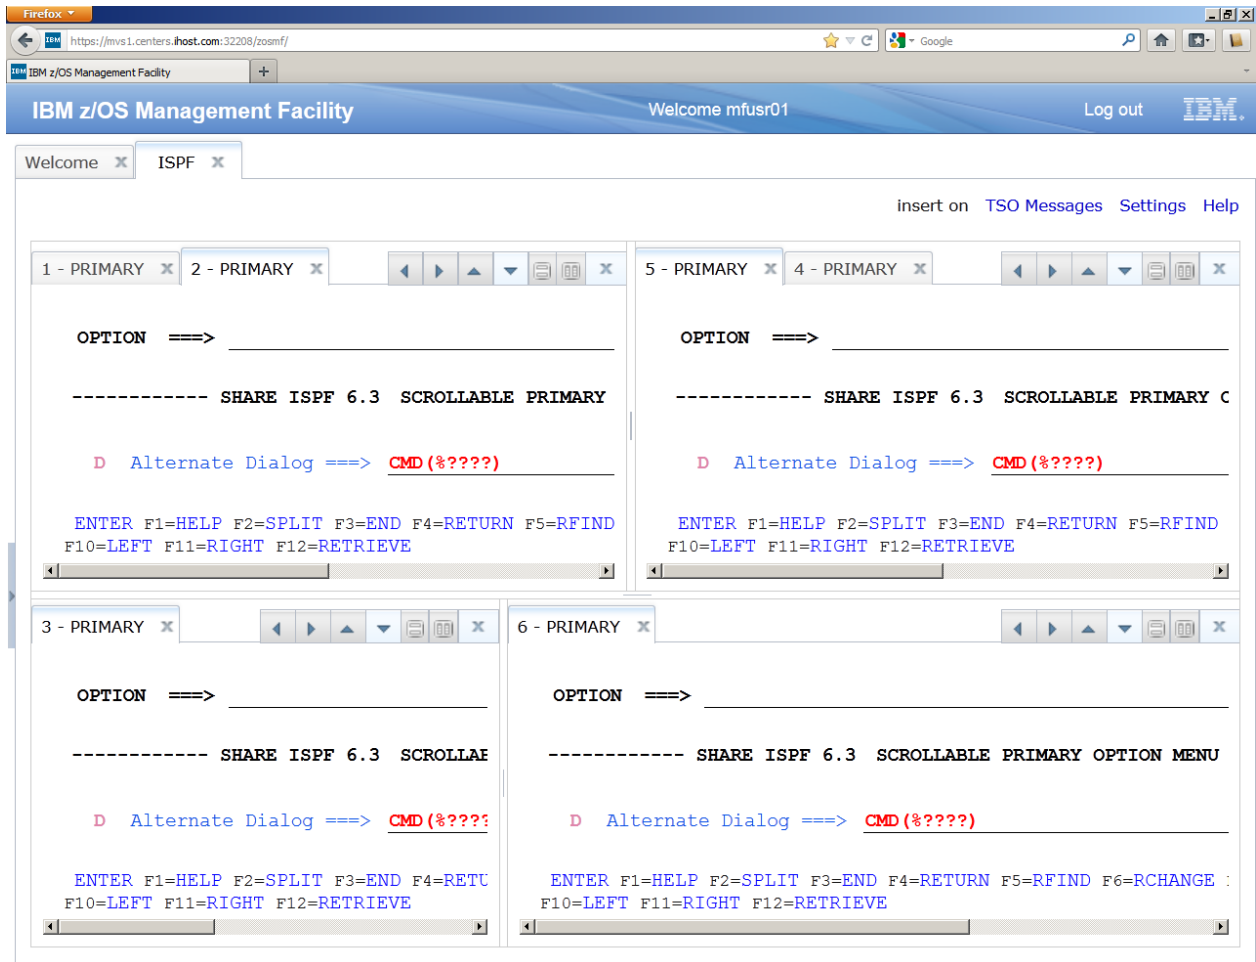 Firefox
https://mvs1.centers.ihost.com:32208/zosmf/
Google
IBM z/OS Management Facility
IBM z/OS Management Facility
Welcome mfusr01
Log out
IBM.
Welcome
ISPF
insert on TSO Messages Settings Help
1 - PRIMARY
2 - PRIMARY
OPTION ===>
------------ SHARE ISPF 6.3 SCROLLABLE PRIMARY
D Alternate Dialog ===> CMD(%????)
ENTER F1=HELP F2=SPLIT F3=END F4=RETURN F5=RFIND
F10=LEFT F11=RIGHT F12=RETRIEVE
5 - PRIMARY
4 - PRIMARY
OPTION ===>
------------ SHARE ISPF 6.3 SCROLLABLE PRIMARY
D Alternate Dialog ===> CMD(%????)
ENTER F1=HELP F2=SPLIT F3=END F4=RETURN F5=RFIND
F10=LEFT F11=RIGHT F12=RETRIEVE
3 - PRIMARY
OPTION ===>
------------ SHARE ISPF 6.3 SCROLLAB
D Alternate Dialog ===> CMD(%????
ENTER F1=HELP F2=SPLIT F3=END F4=RETU
F10=LEFT F11=RIGHT F12=RETRIEVE
6 - PRIMARY
OPTION ===>
------------ SHARE ISPF 6.3 SCROLLABLE PRIMARY OPTION MENU
D Alternate Dialog ===> CMD(%????)
ENTER F1=HELP F2=SPLIT F3=END F4=RETURN F5=RFIND F6=RCHANGE
F10=LEFT F11=RIGHT F12=RETRIEVE